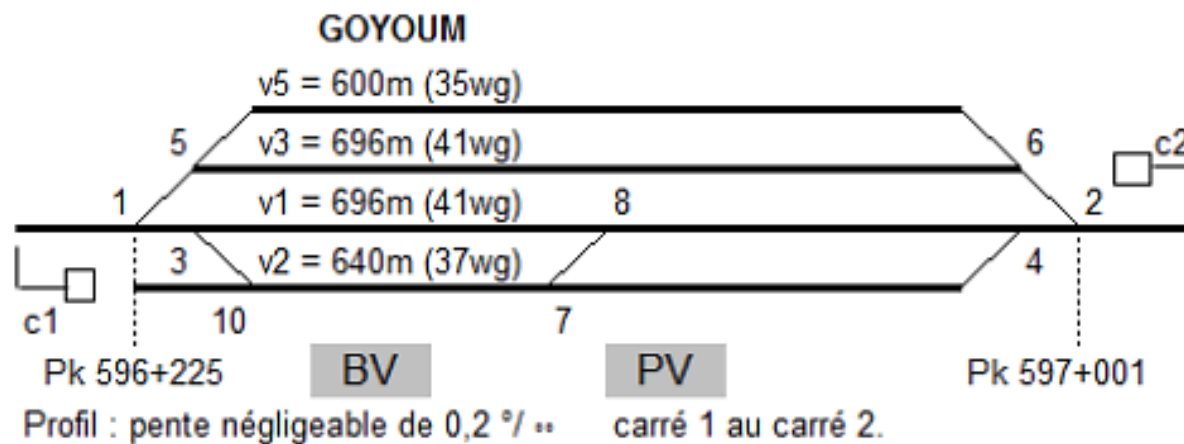 GOYOUM
v5 = 600m (35wg)
5 v3 = 696m (41wg) 6 c2
1 v1 = 696m (41wg) 8 2
3 v2 = 640m (37wg) 4
c1 10 7
Pk 596+225 BV PV Pk 597+001
Profil : pente négligeable de 0,2 °/ °° carré 1 au carré 2.